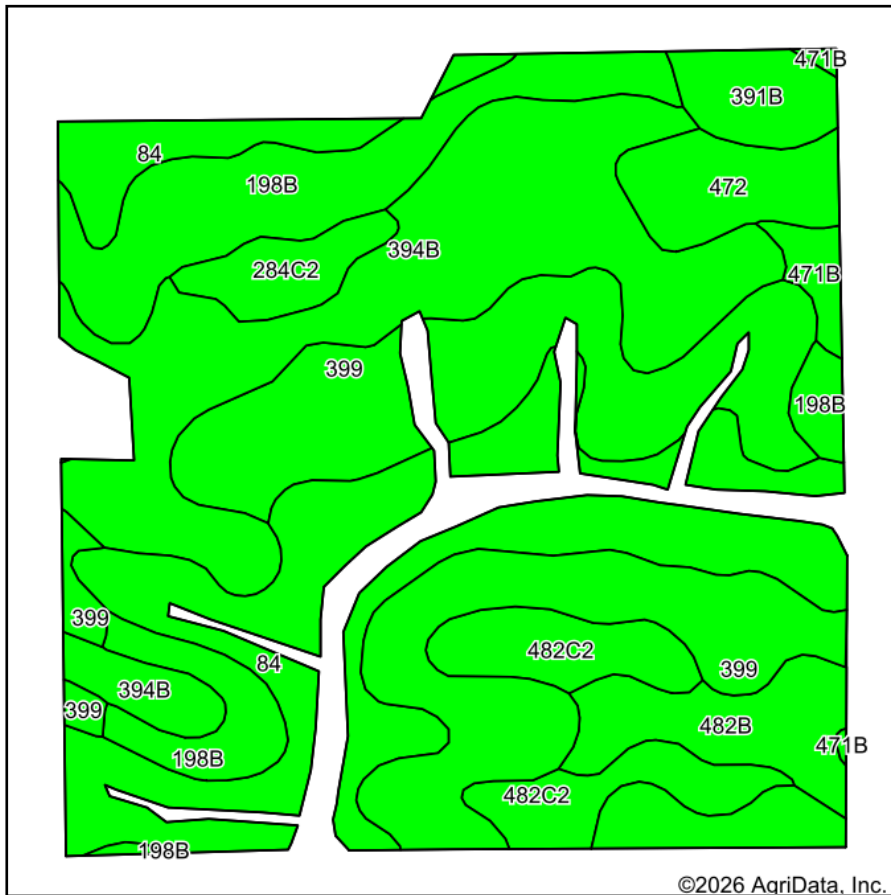 471B
391B
84
198B
472
394B
284C2
471B
399
198B
399
482C2
84
399
394B
399
482B
471B
198B
482C2
198B
©2026 AgriData, Inc.